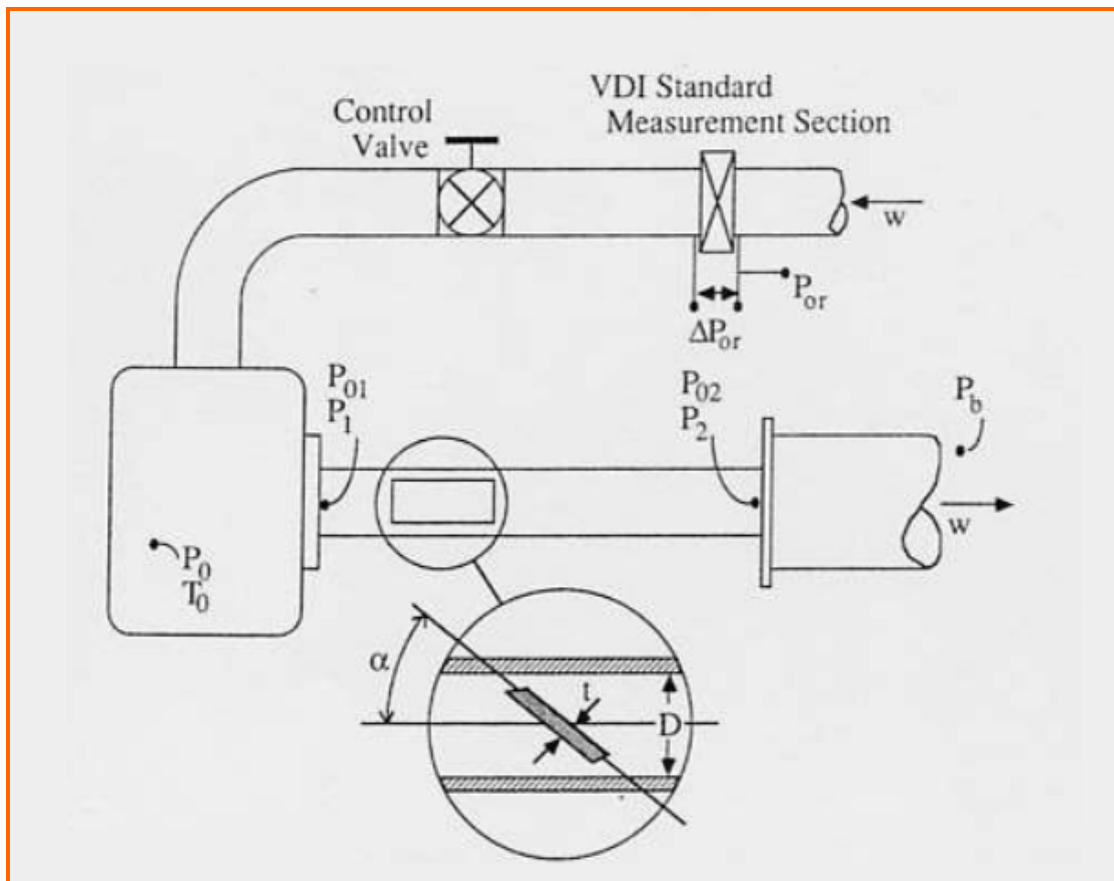 VDI Standard
Measurement Section
Control
Valve
w
P_or
ΔP_or
P_01
P_1
P_02
P_2
P_b
w
P_0
T_0
α
t
D